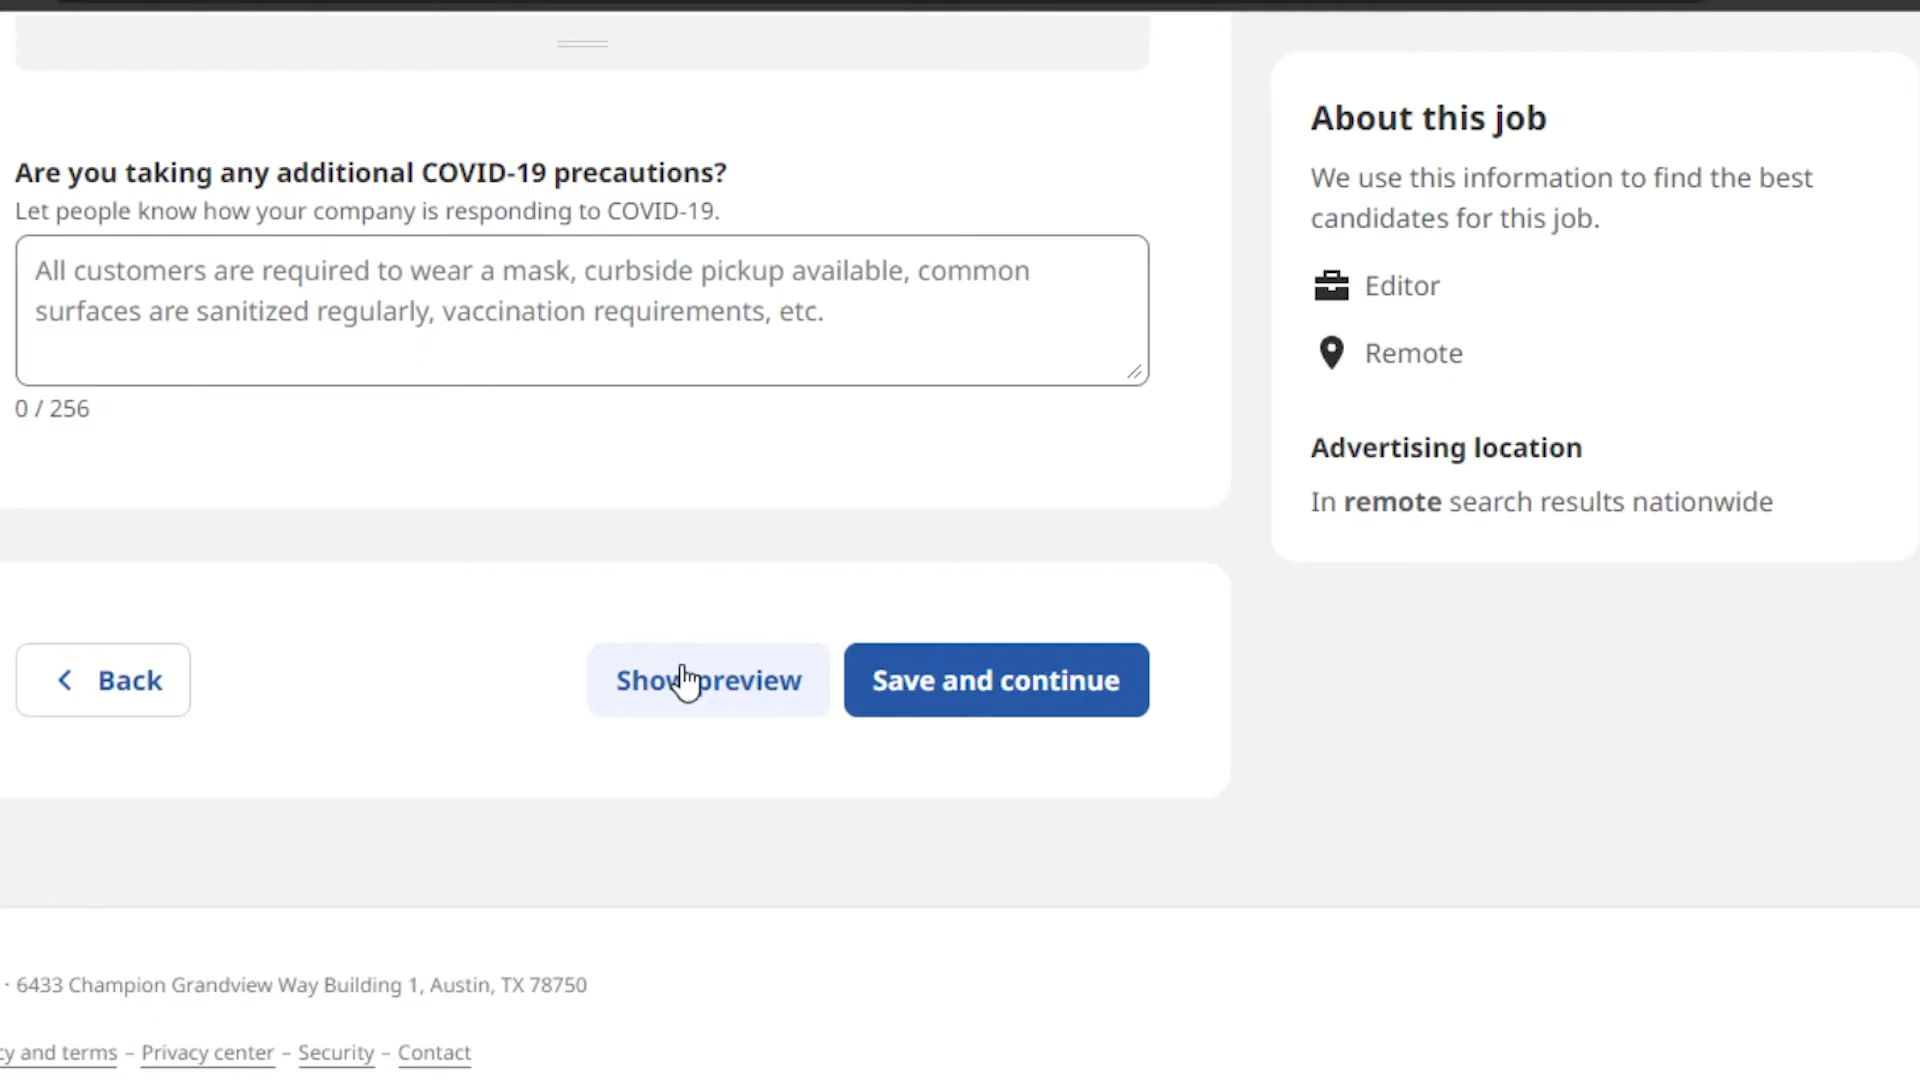 Are you taking any additional COVID-19 precautions?
Let people know how your company is responding to COVID-19.
All customers are required to wear a mask, curbside pickup available, common
surfaces are sanitized regularly, vaccination requirements, etc.
0 / 256
Back
Show preview
Save and continue
About this job
We use this information to find the best
candidates for this job.
Editor
Remote
Advertising location
In remote search results nationwide
· 6433 Champion Grandview Way Building 1, Austin, TX 78750
cy and terms – Privacy center – Security – Contact